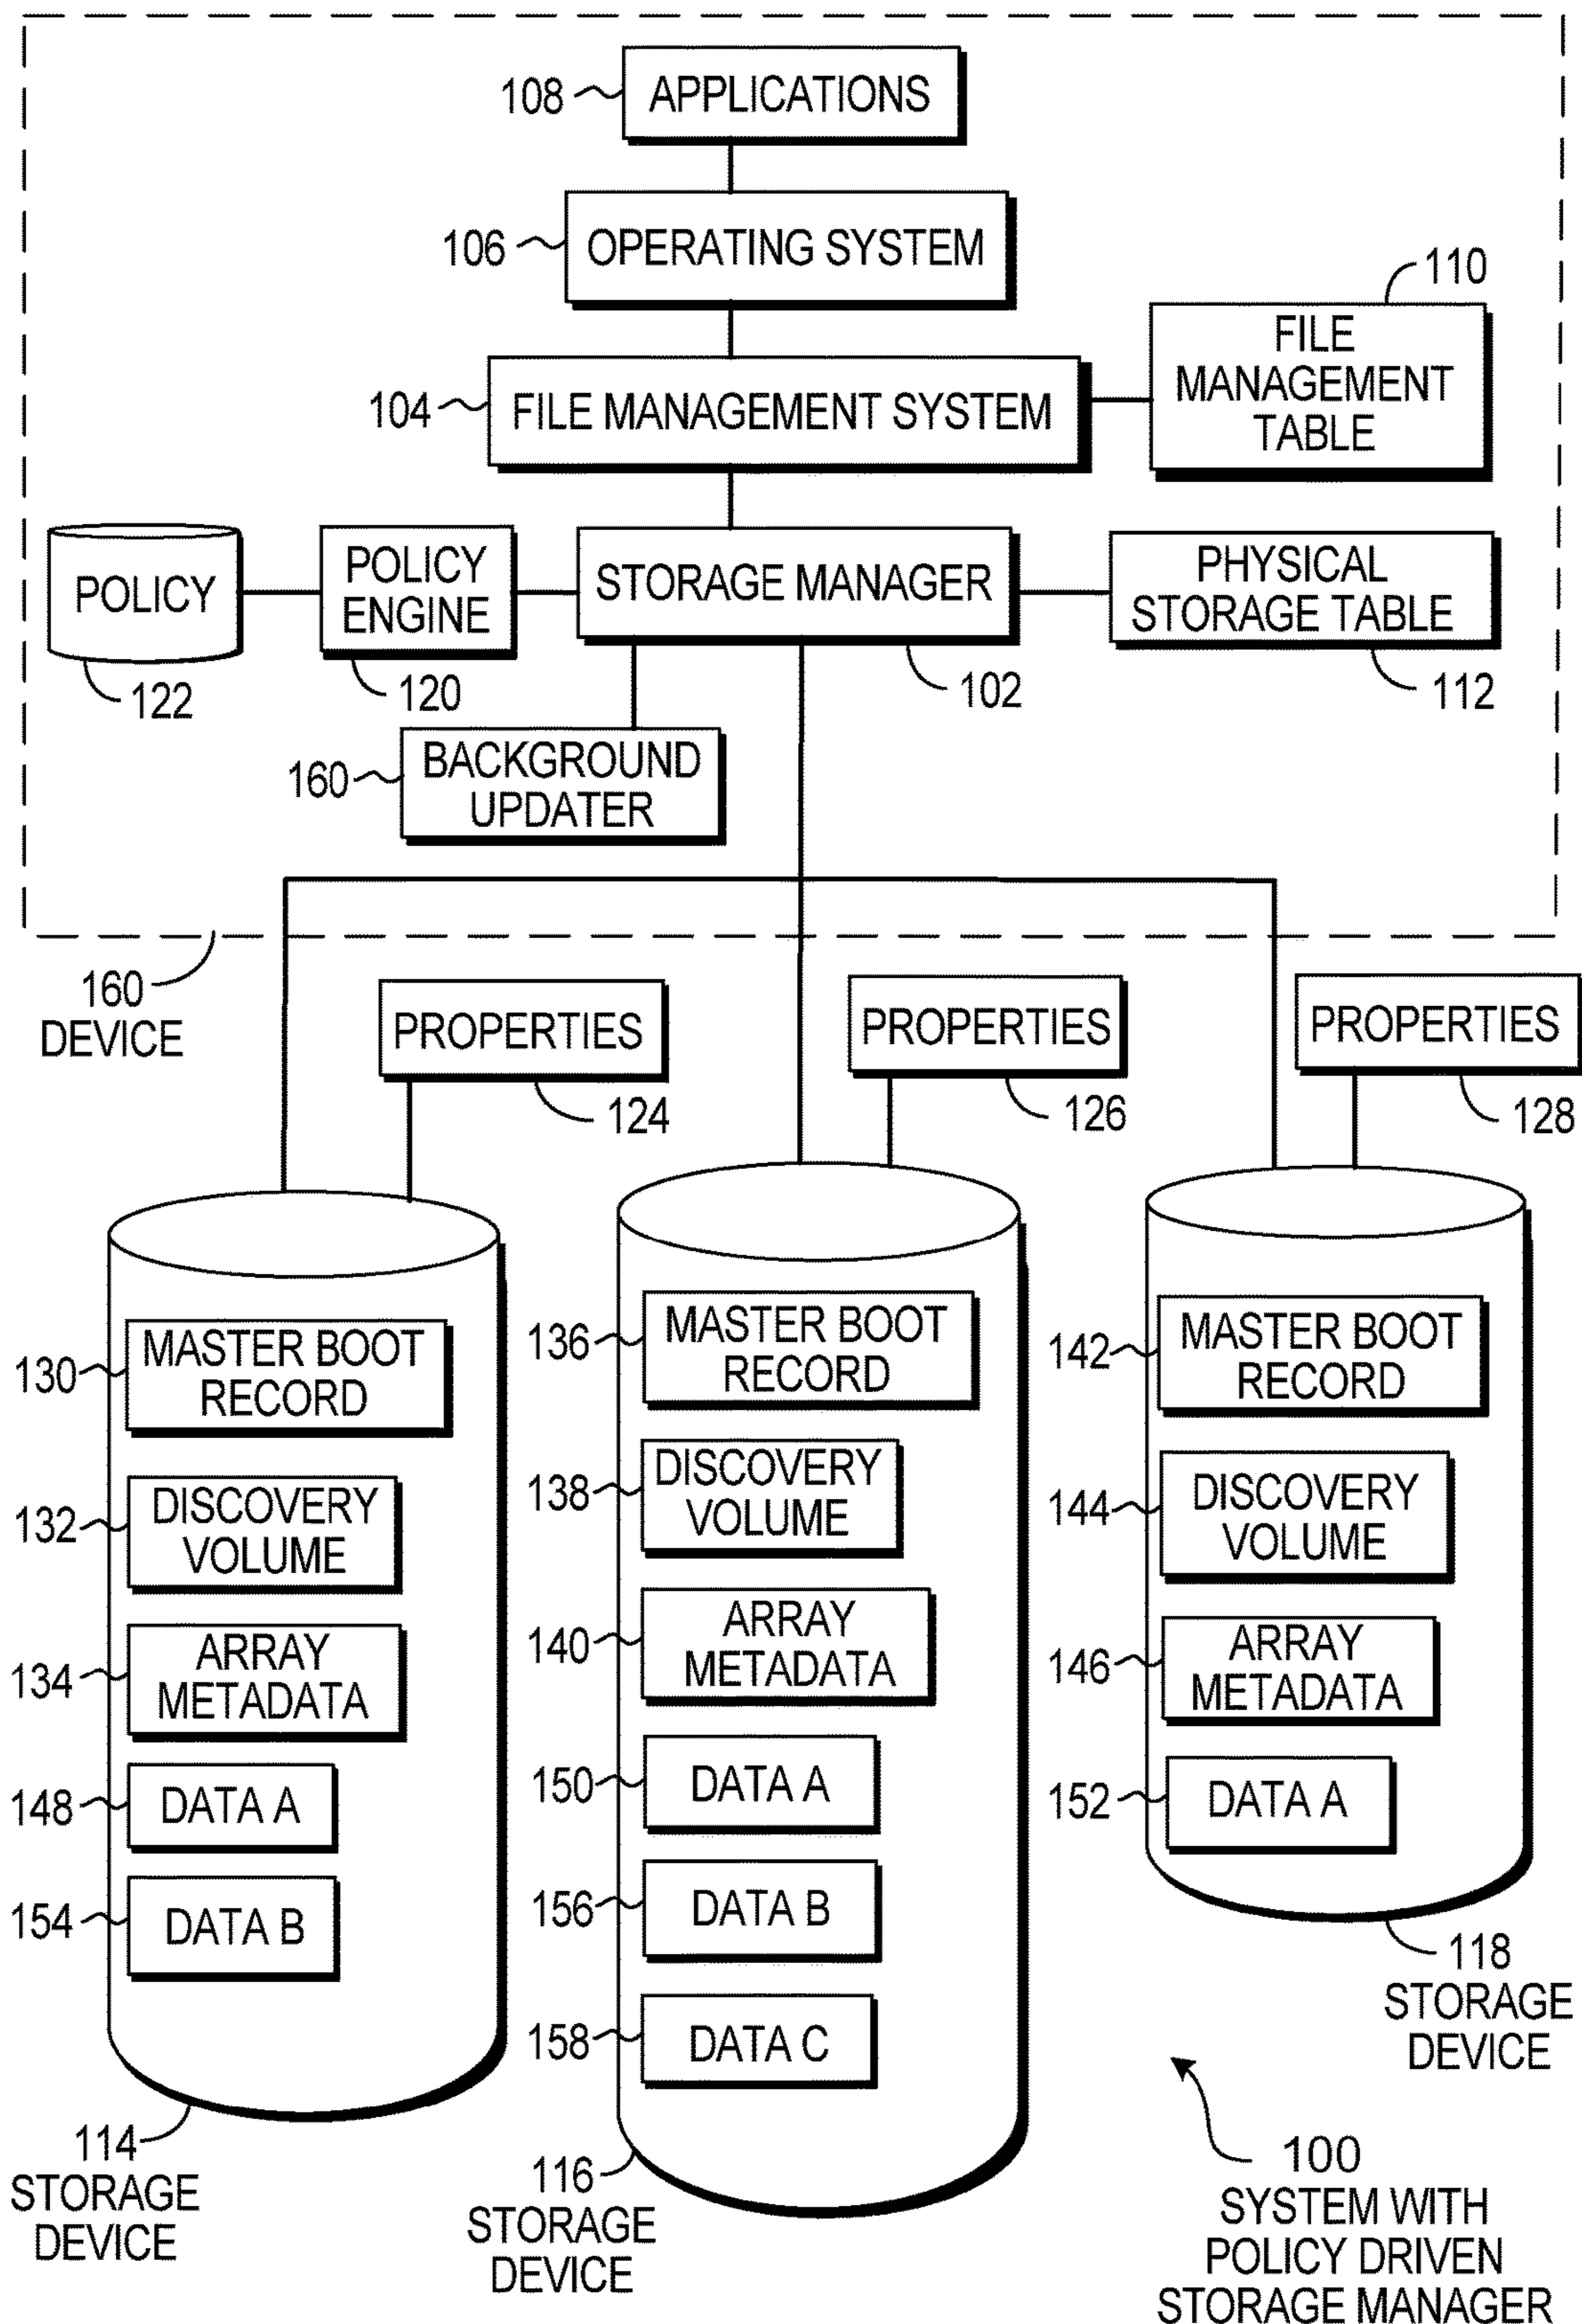 108
APPLICATIONS
106
OPERATING SYSTEM
110
104
FILE MANAGEMENT SYSTEM
FILE
MANAGEMENT
TABLE
POLICY
122
POLICY
ENGINE
120
STORAGE MANAGER
102
PHYSICAL
STORAGE TABLE
112
160
BACKGROUND
UPDATER
160
DEVICE
PROPERTIES
124
PROPERTIES
126
PROPERTIES
128
130
MASTER BOOT
RECORD
132
DISCOVERY
VOLUME
134
ARRAY
METADATA
148
DATA A
154
DATA B
114
STORAGE
DEVICE
136
MASTER BOOT
RECORD
138
DISCOVERY
VOLUME
140
ARRAY
METADATA
150
DATA A
156
DATA B
158
DATA C
116
STORAGE
DEVICE
142
MASTER BOOT
RECORD
144
DISCOVERY
VOLUME
146
ARRAY
METADATA
152
DATA A
118
STORAGE
DEVICE
100
SYSTEM WITH
POLICY DRIVEN
STORAGE MANAGER